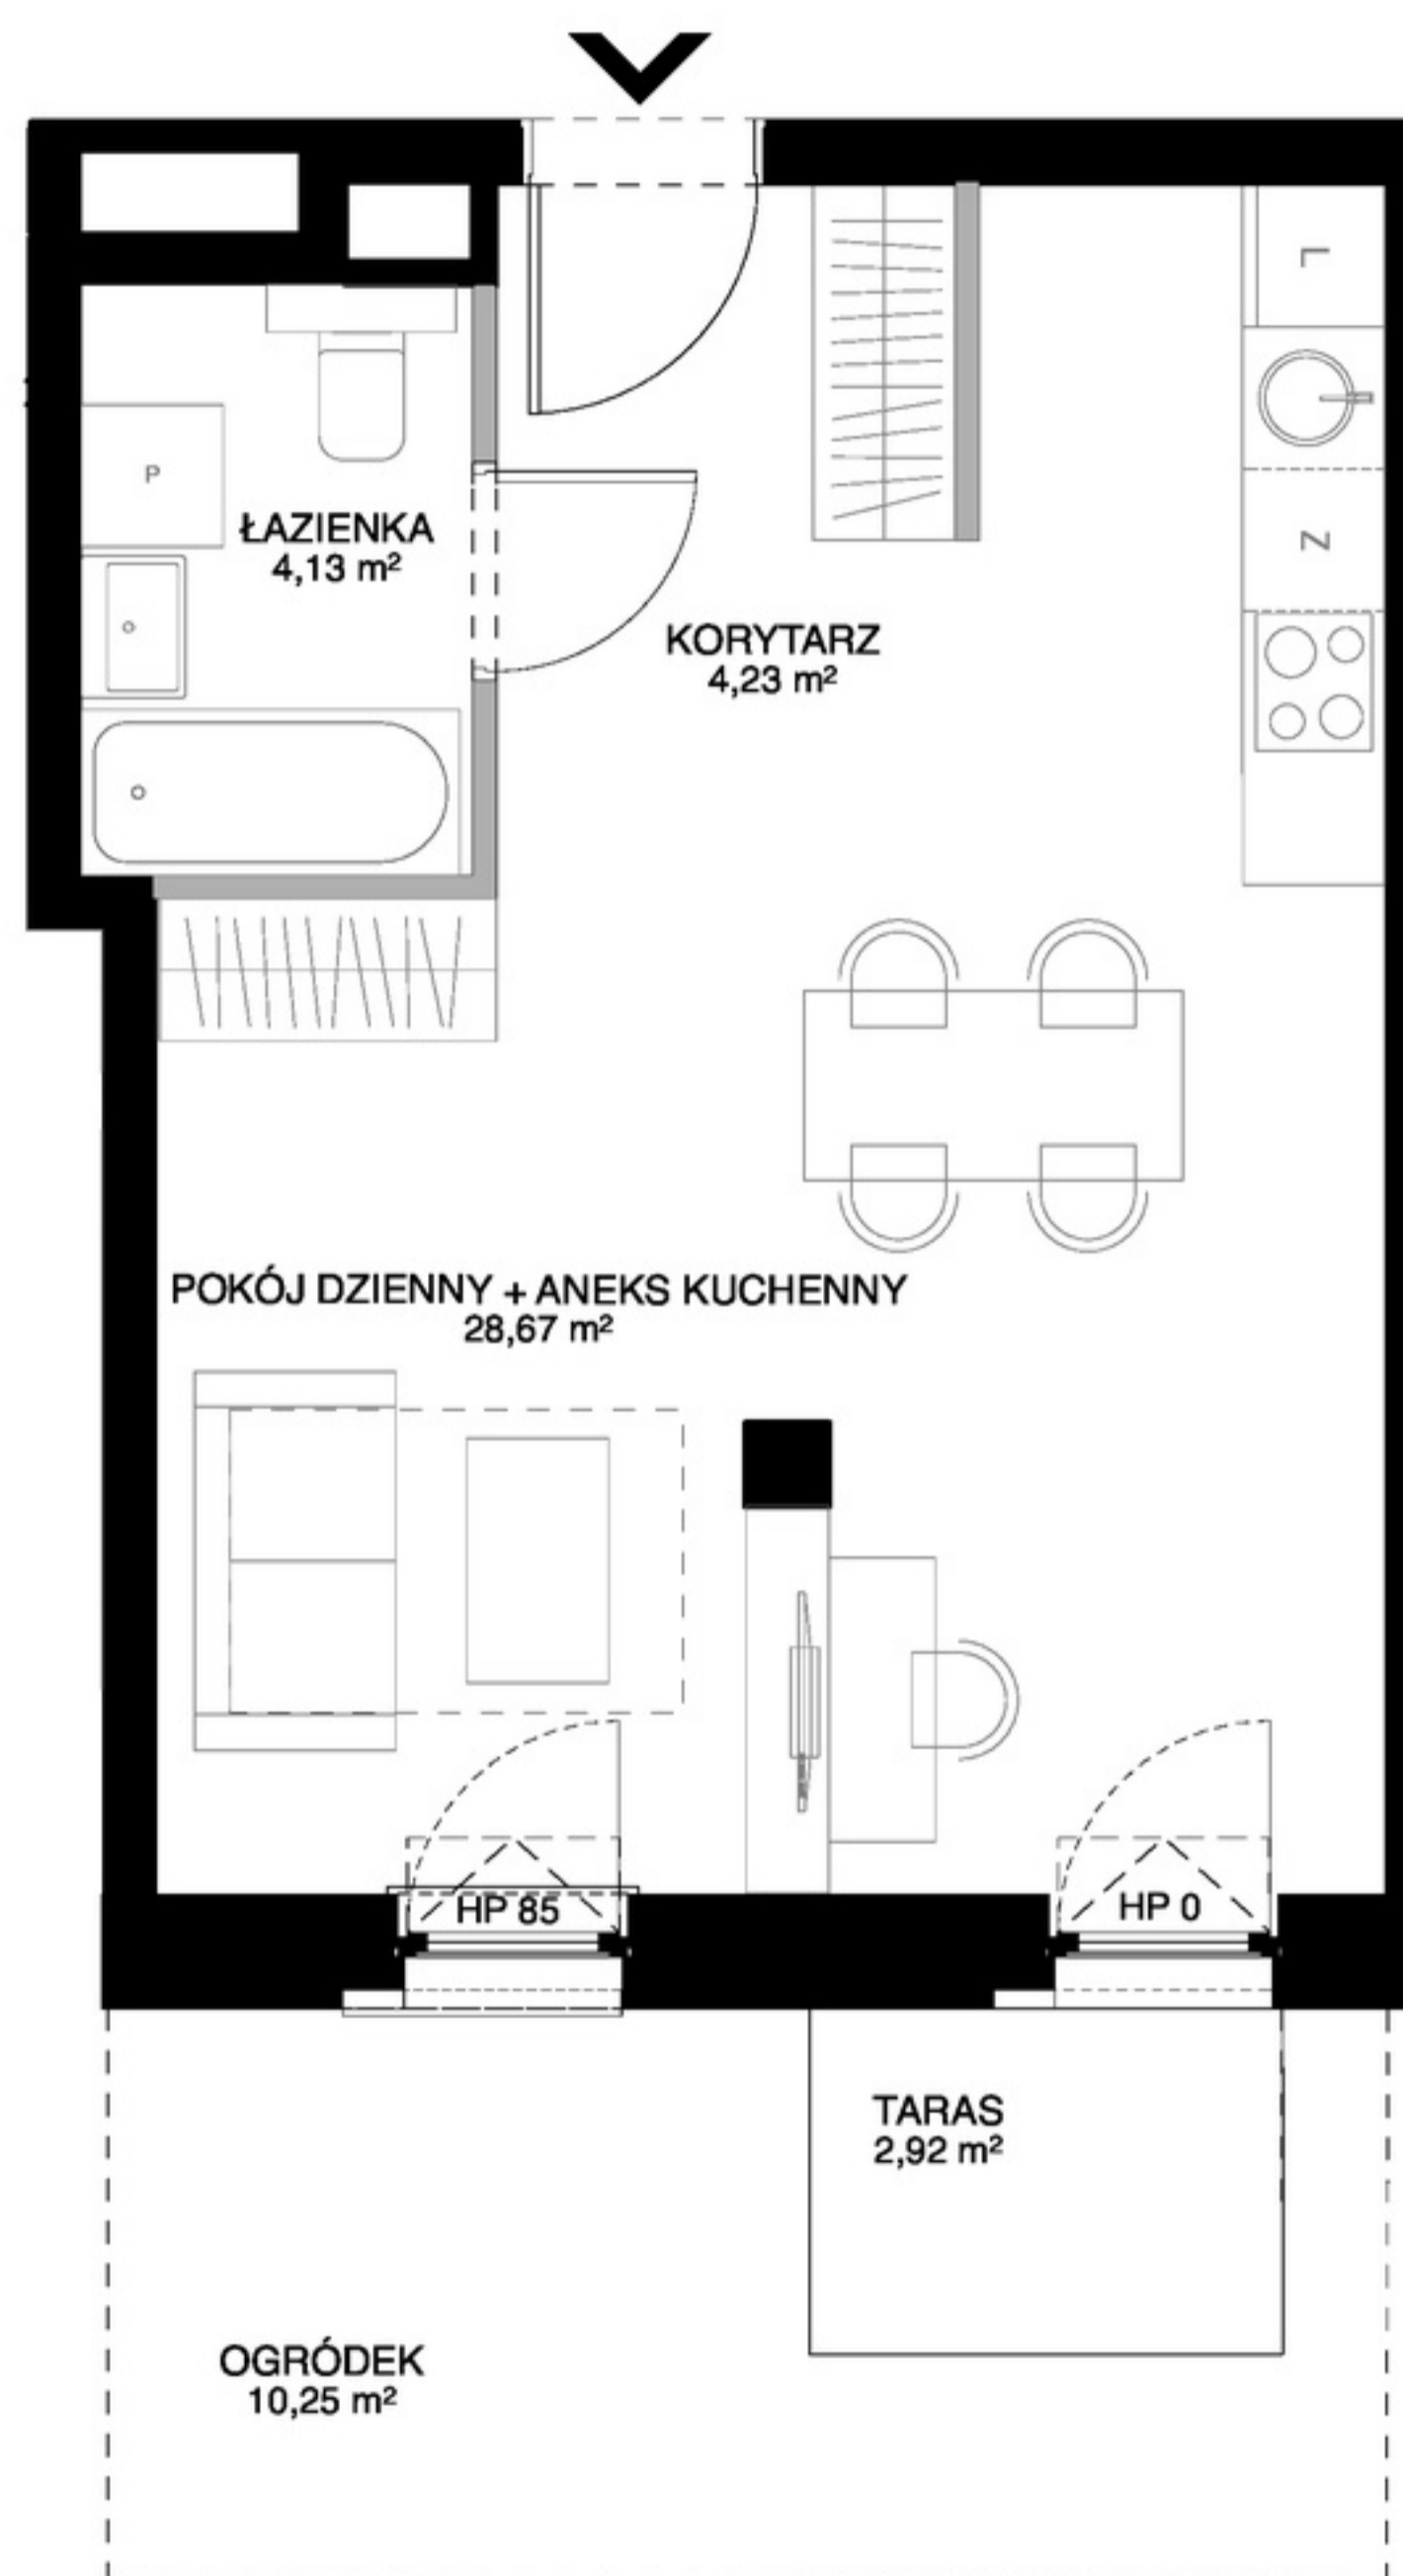 L
P
ŁAZIENKA
4,13 m²
Z
KORYTARZ
4,23 m²
POKÓJ DZIENNY + ANEKS KUCHENNY
28,67 m²
HP 85
HP 0
TARAS
2,92 m²
OGRÓDEK
10,25 m²